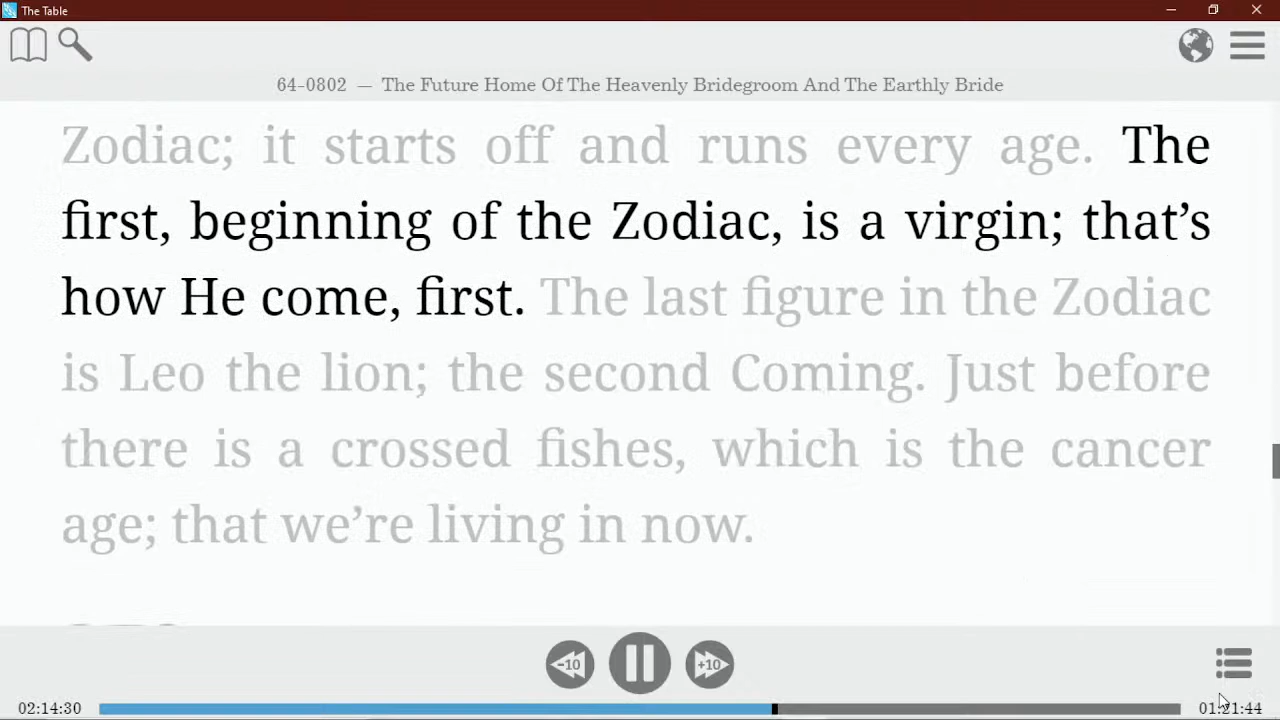 The Table
64-0802 — The Future Home Of The Heavenly Bridegroom And The Earthly Bride
Zodiac; it starts off and runs every age. The
first, beginning of the Zodiac, is a virgin; that’s
how He come, first. The last figure in the Zodiac
is Leo the lion; the second Coming. Just before
there is a crossed fishes, which is the cancer
age; that we’re living in now.
-10
+10
02:14:30
01:21:44